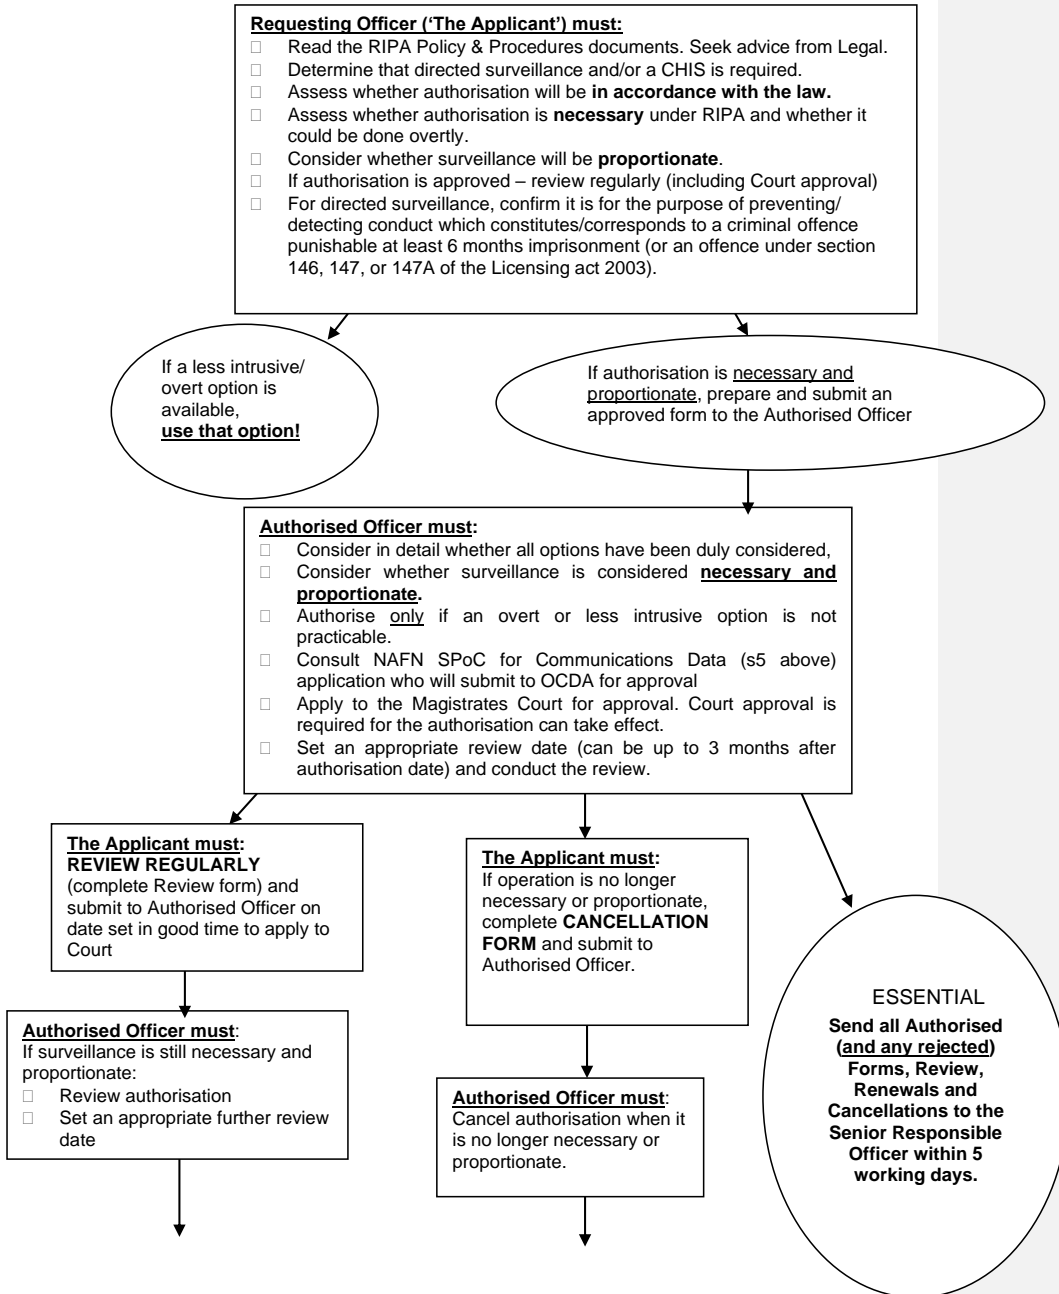 Requesting Officer (‘The Applicant’) must:
Read the RIPA Policy & Procedures documents. Seek advice from Legal.
Determine that directed surveillance and/or a CHIS is required.
Assess whether authorisation will be in accordance with the law.
Assess whether authorisation is necessary under RIPA and whether it
could be done overtly.
Consider whether surveillance will be proportionate.
If authorisation is approved – review regularly (including Court approval)
For directed surveillance, confirm it is for the purpose of preventing/
detecting conduct which constitutes/corresponds to a criminal offence
punishable at least 6 months imprisonment (or an offence under section
146, 147, or 147A of the Licensing act 2003).
If a less intrusive/
overt option is
available,
use that option!
If authorisation is necessary and
proportionate, prepare and submit an
approved form to the Authorised Officer
Authorised Officer must:
Consider in detail whether all options have been duly considered,
Consider whether surveillance is considered necessary and
proportionate.
Authorise only if an overt or less intrusive option is not
practicable.
Consult NAFN SPoC for Communications Data (s5 above)
application who will submit to OCDA for approval
Apply to the Magistrates Court for approval. Court approval is
required for the authorisation can take effect.
Set an appropriate review date (can be up to 3 months after
authorisation date) and conduct the review.
The Applicant must:
REVIEW REGULARLY
(complete Review form) and
submit to Authorised Officer on
date set in good time to apply to
Court
The Applicant must:
If operation is no longer
necessary or proportionate,
complete CANCELLATION
FORM and submit to
Authorised Officer.
ESSENTIAL
Send all Authorised
(and any rejected)
Forms, Review,
Renewals and
Cancellations to the
Senior Responsible
Officer within 5
working days.
Authorised Officer must:
If surveillance is still necessary and
proportionate:
Review authorisation
Set an appropriate further review
date
Authorised Officer must:
Cancel authorisation when it
is no longer necessary or
proportionate.